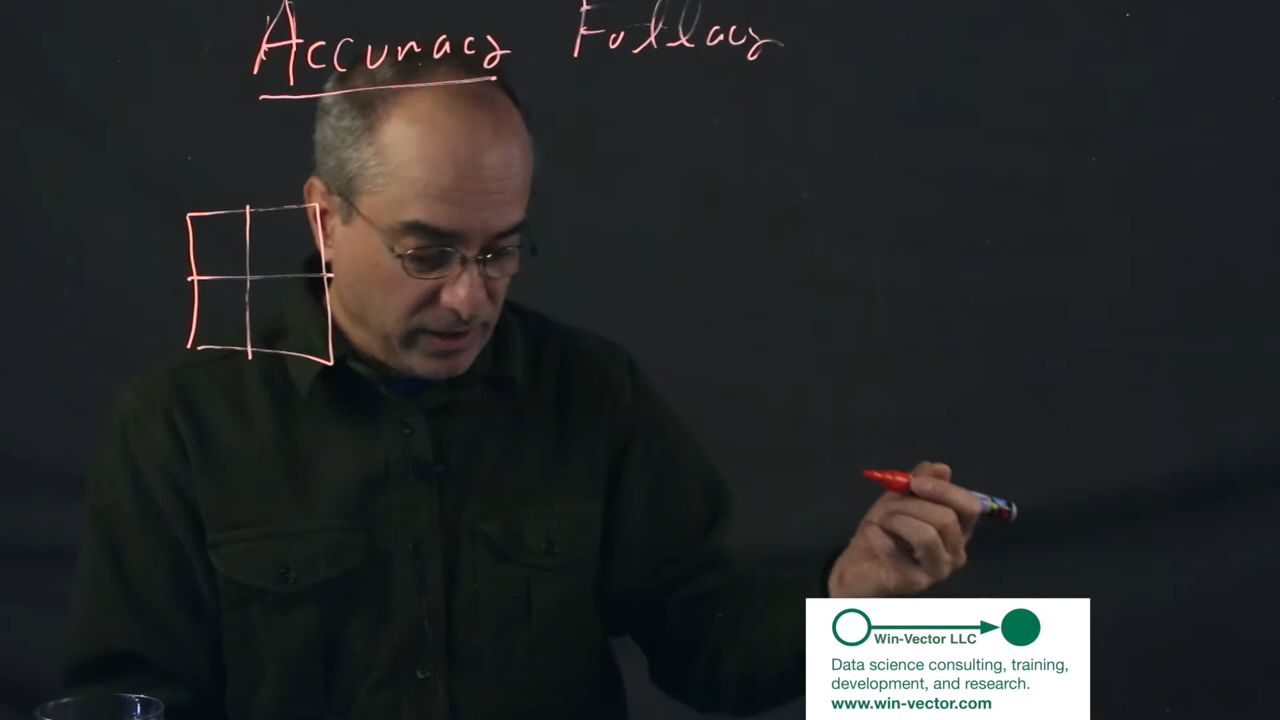 Accuracy Fallacy
Win-Vector LLC
Data science consulting, training,
development, and research.
www.win-vector.com